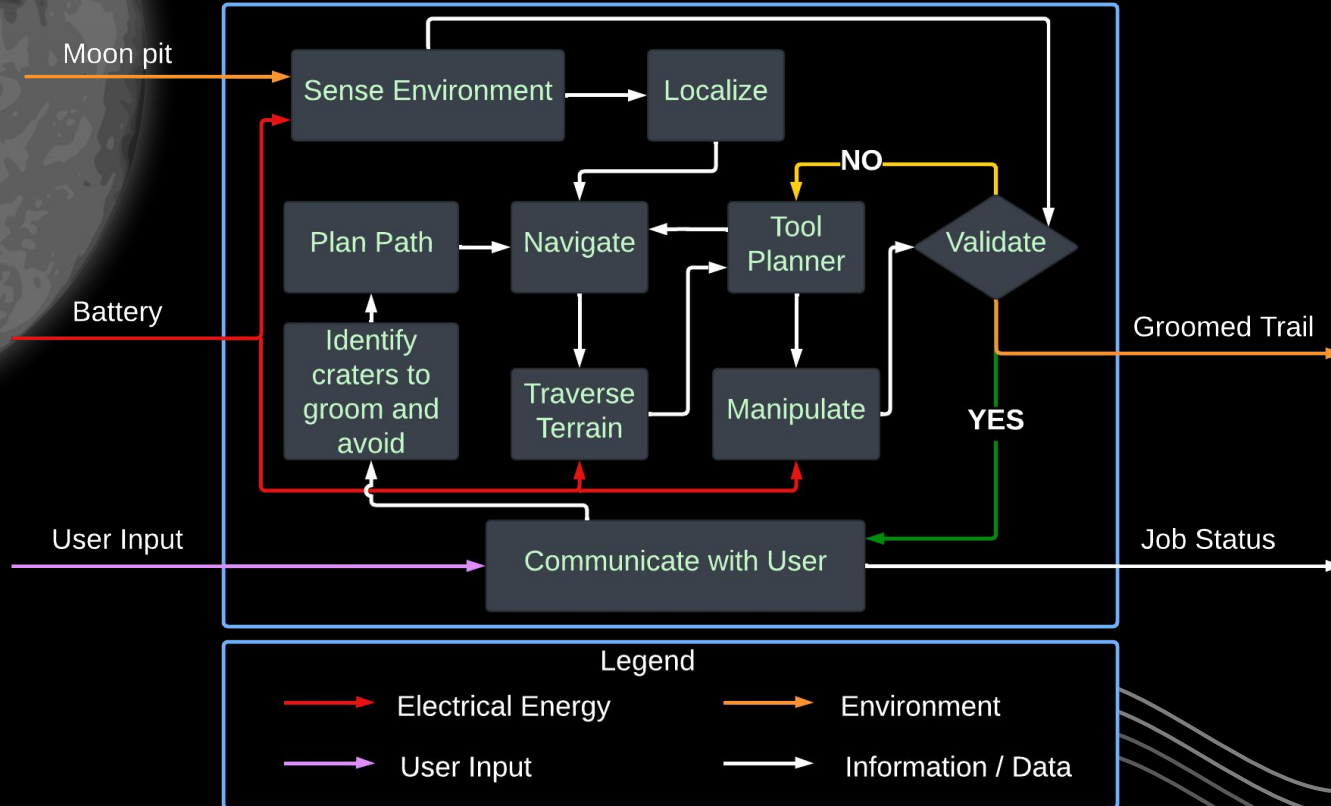 Moon pit
Sense Environment
Localize
NO
Plan Path
Navigate
Tool
Planner
Validate
Battery
Identify
craters to
groom and
avoid
Traverse
Terrain
Manipulate
Groomed Trail
YES
User Input
Communicate with User
Job Status
Legend
Electrical Energy
Environment
User Input
Information / Data